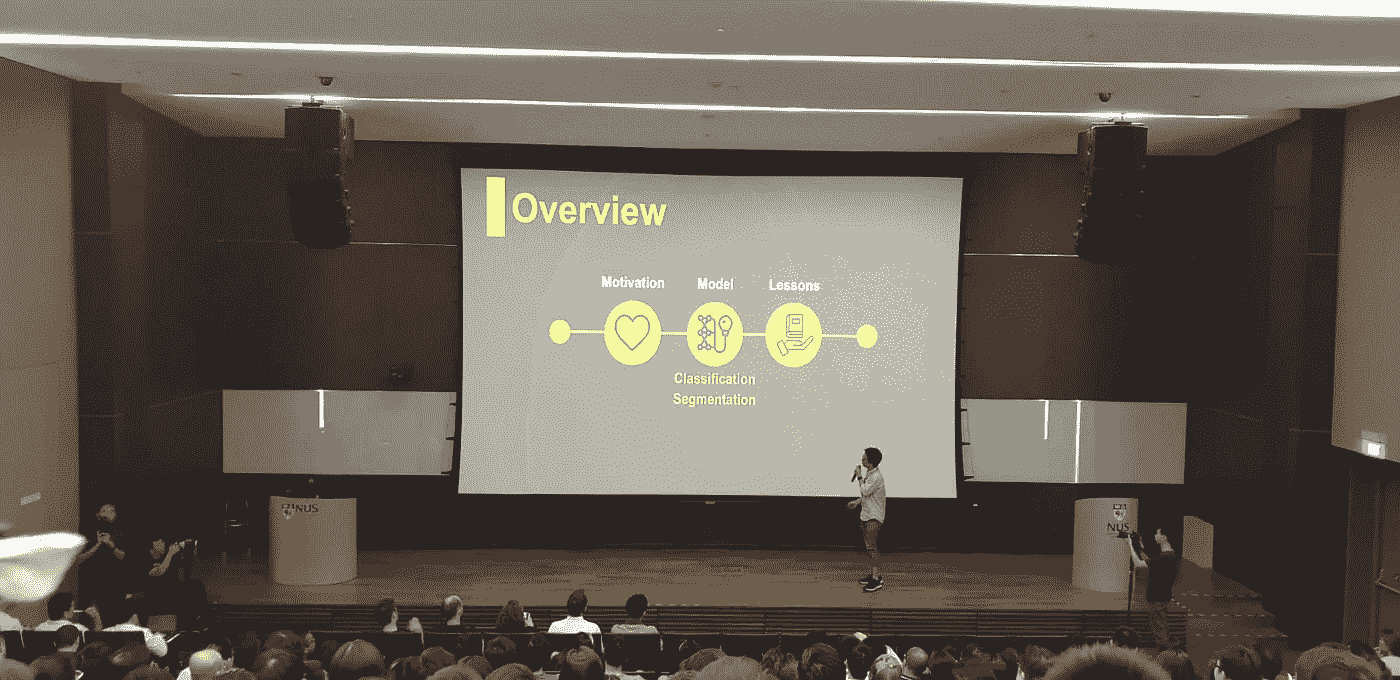 Overview
Motivation Model Lessons
Classification
Segmentation
NUS
NUS